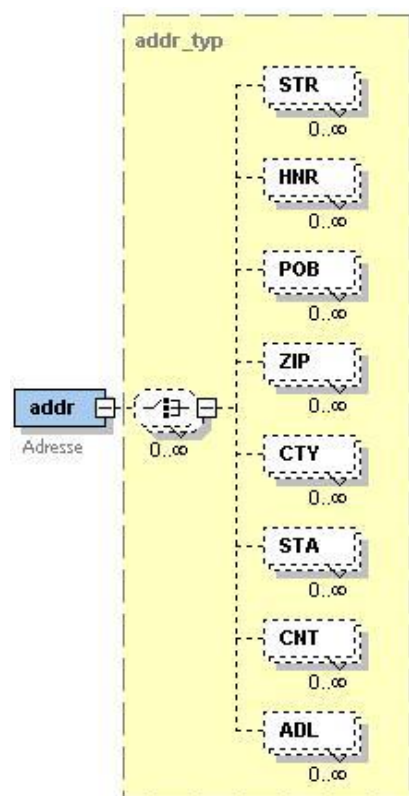 addr_typ
STR
0..∞
HNR
0..∞
POB
0..∞
ZIP
0..∞
addr
Adresse
0..∞
CTY
0..∞
STA
0..∞
CNT
0..∞
ADL
0..∞